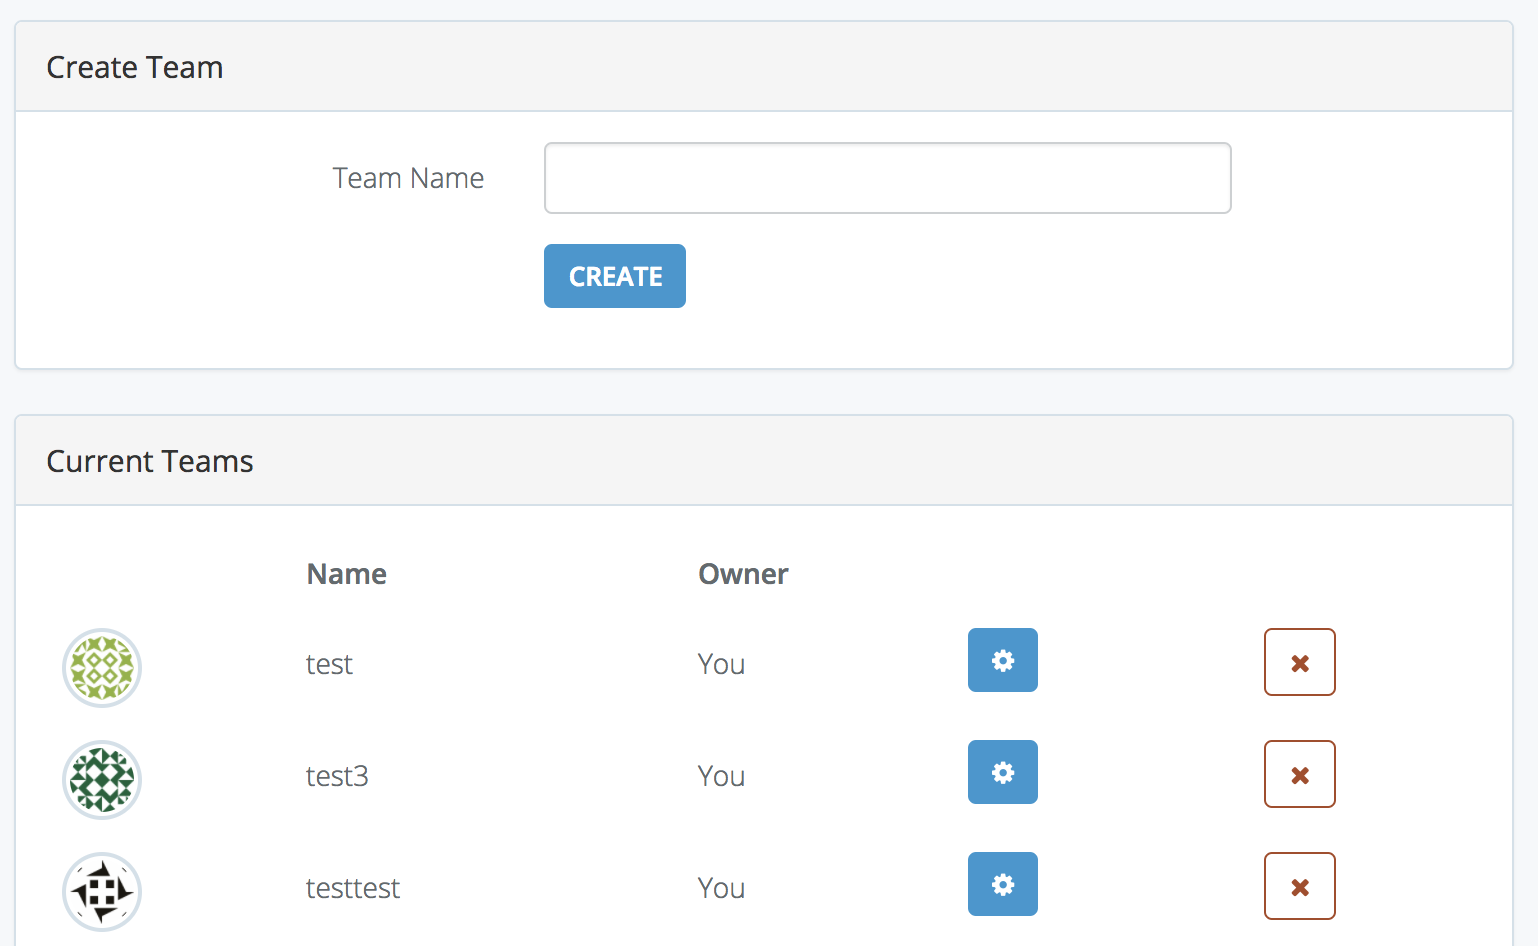 Create Team
Team Name
CREATE
Current Teams
Name Owner
test You
test3 You
testtest You